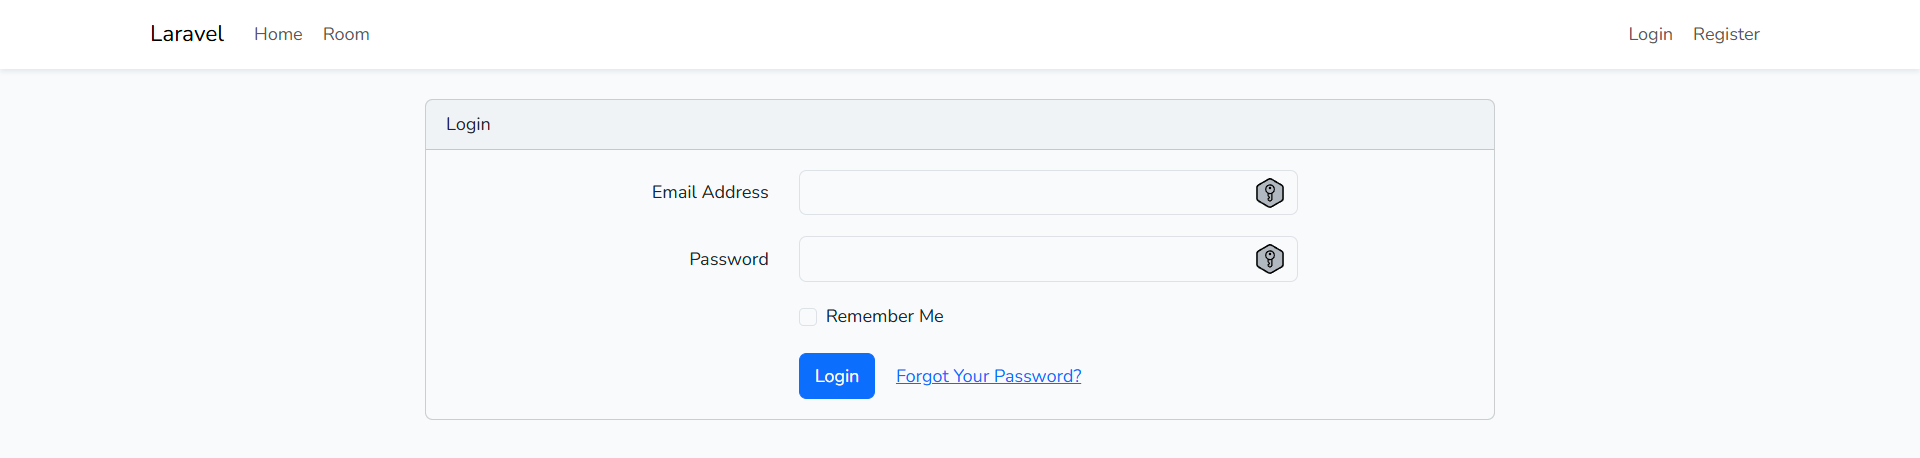 Laravel Home Room Login Register
Login
Email Address
Password
Remember Me
Login Forgot Your Password?